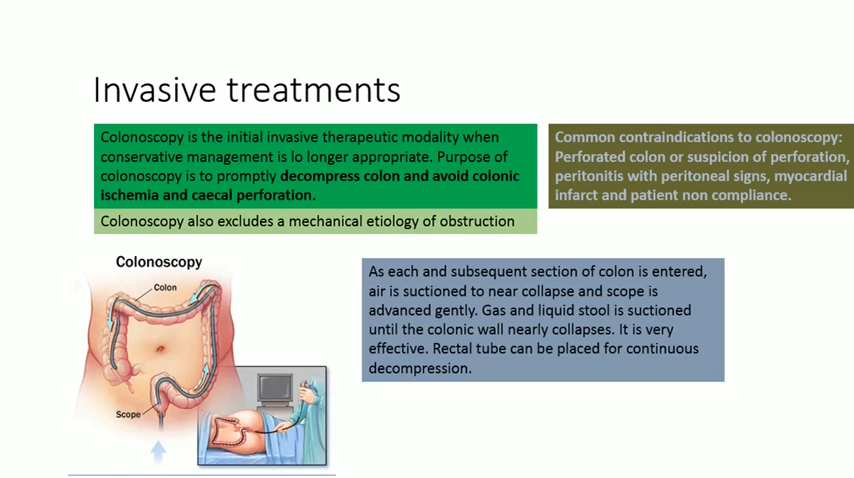 Invasive treatments
Colonoscopy is the initial invasive therapeutic modality when
conservative management is lo longer appropriate. Purpose of
colonoscopy is to promptly decompress colon and avoid colonic
ischemia and caecal perforation.
Colonoscopy also excludes a mechanical etiology of obstruction
Common contraindications to colonoscopy:
Perforated colon or suspicion of perforation,
peritonitis with peritoneal signs, myocardial
infarct and patient non compliance.
Colonoscopy
Colon
Scope
As each and subsequent section of colon is entered,
air is suctioned to near collapse and scope is
advanced gently. Gas and liquid stool is suctioned
until the colonic wall nearly collapses. It is very
effective. Rectal tube can be placed for continuous
decompression.